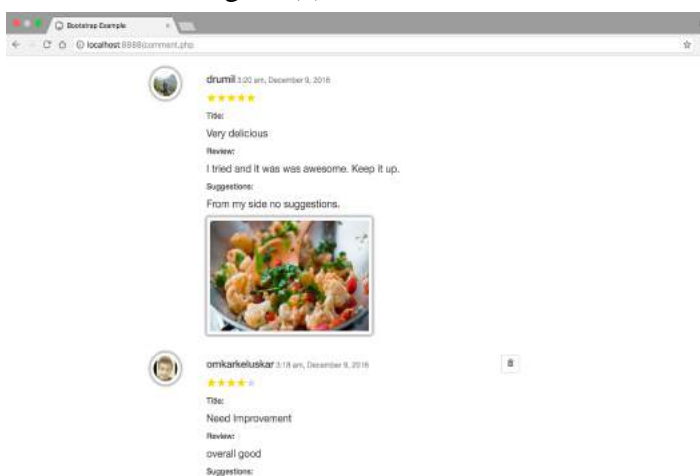 Bootstrap Example
localhost:8888/comment.php
drumil 3:20 am, December 9, 2016
Title:
Very delicious
Review:
I tried and it was was awesome. Keep it up.
Suggestions:
From my side no suggestions.
omkarkeluskar 3:18 am, December 9, 2016
Title:
Need Improvement
Review:
overall good
Suggestions: